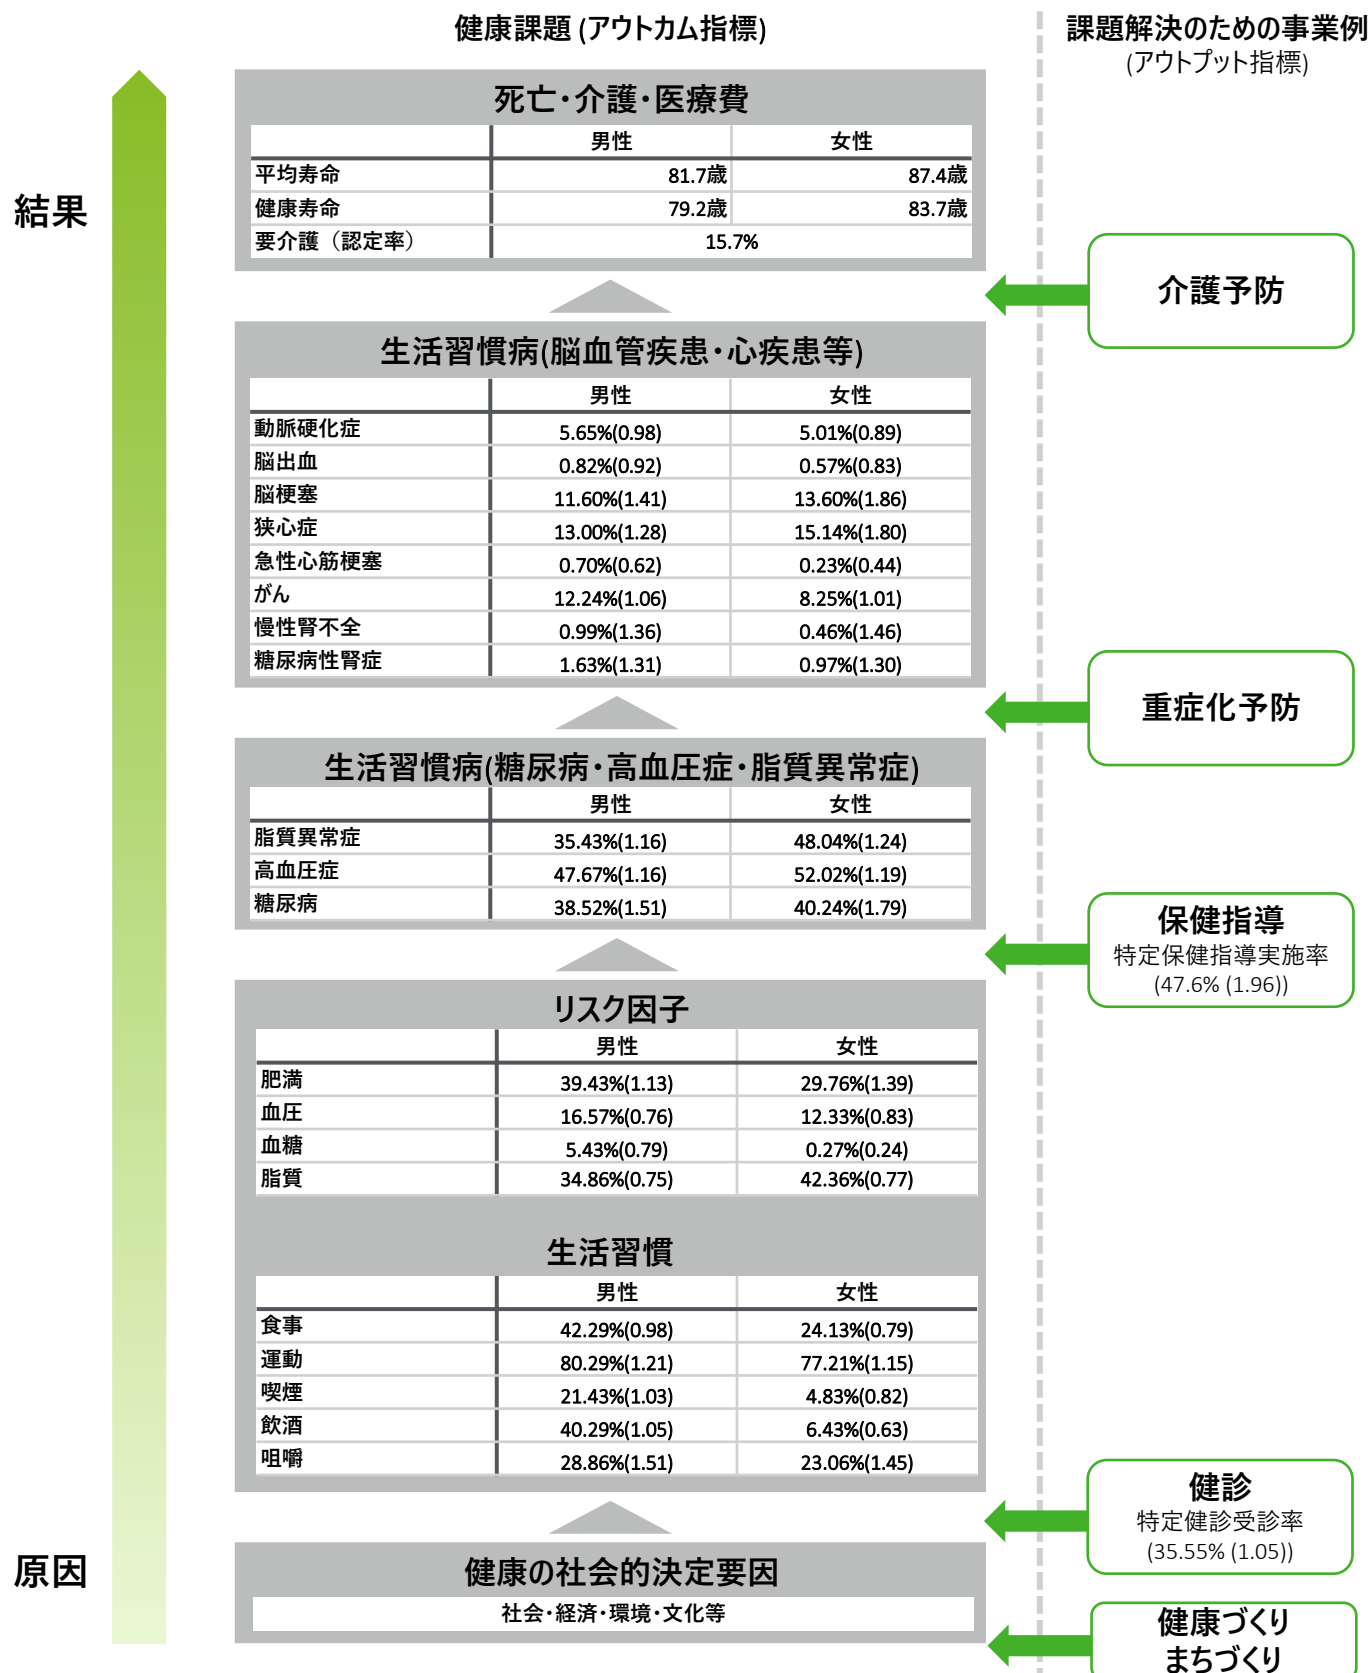 健康課題 (アウトカム指標)
課題解決のための事業例
(アウトプット指標)
結果
死亡・介護・医療費
男性 女性
平均寿命 81.7歳 87.4歳
健康寿命 79.2歳 83.7歳
要介護（認定率） 15.7%
介護予防
生活習慣病(脳血管疾患・心疾患等)
男性 女性
動脈硬化症 5.65%(0.98) 5.01%(0.89)
脳出血 0.82%(0.92) 0.57%(0.83)
脳梗塞 11.60%(1.41) 13.60%(1.86)
狭心症 13.00%(1.28) 15.14%(1.80)
急性心筋梗塞 0.70%(0.62) 0.23%(0.44)
がん 12.24%(1.06) 8.25%(1.01)
慢性腎不全 0.99%(1.36) 0.46%(1.46)
糖尿病性腎症 1.63%(1.31) 0.97%(1.30)
重症化予防
生活習慣病(糖尿病・高血圧症・脂質異常症)
男性 女性
脂質異常症 35.43%(1.16) 48.04%(1.24)
高血圧症 47.67%(1.16) 52.02%(1.19)
糖尿病 38.52%(1.51) 40.24%(1.79)
保健指導
特定保健指導実施率
(47.6% (1.96))
リスク因子
男性 女性
肥満 39.43%(1.13) 29.76%(1.39)
血圧 16.57%(0.76) 12.33%(0.83)
血糖 5.43%(0.79) 0.27%(0.24)
脂質 34.86%(0.75) 42.36%(0.77)
生活習慣
男性 女性
食事 42.29%(0.98) 24.13%(0.79)
運動 80.29%(1.21) 77.21%(1.15)
喫煙 21.43%(1.03) 4.83%(0.82)
飲酒 40.29%(1.05) 6.43%(0.63)
咀嚼 28.86%(1.51) 23.06%(1.45)
健診
特定健診受診率
(35.55% (1.05))
原因
健康の社会的決定要因
社会・経済・環境・文化等
健康づくり
まちづくり